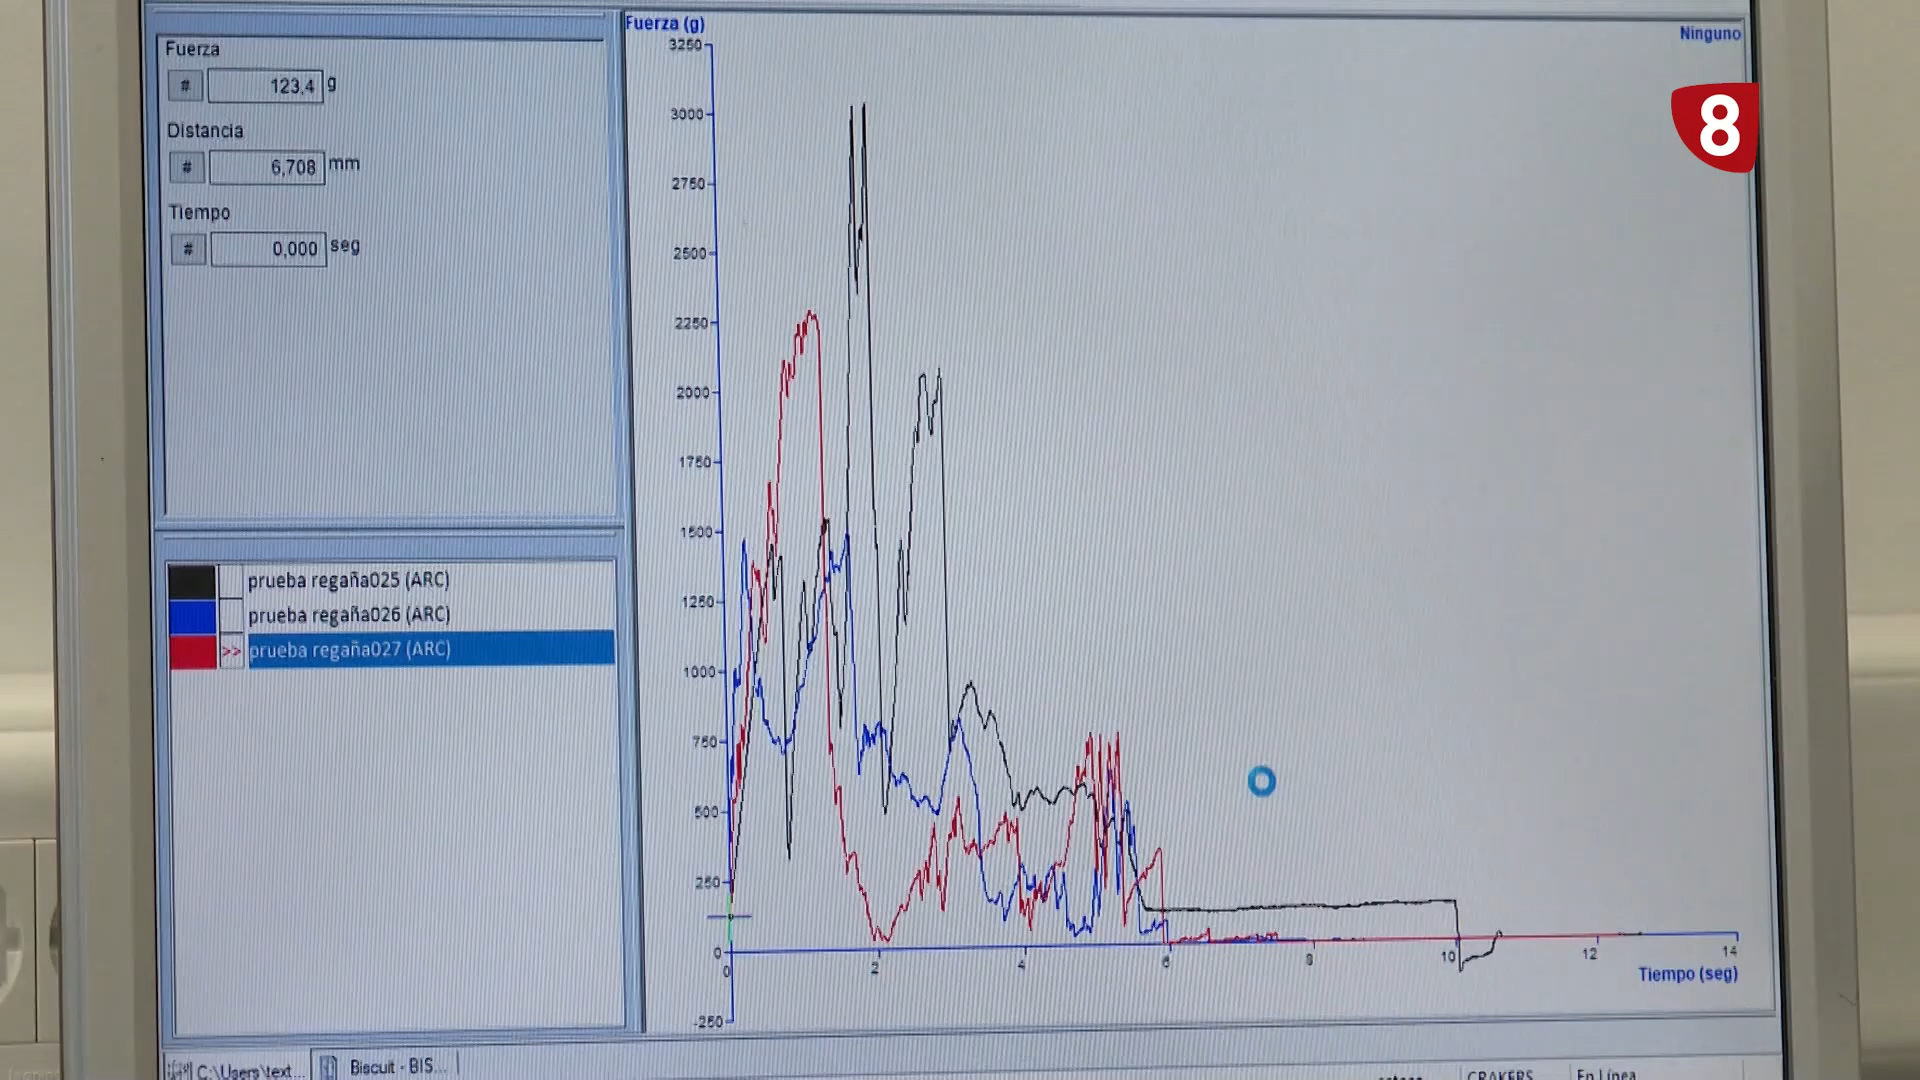 Fuerza
# 123,4 g
Distancia
# 6,708 mm
Tiempo
# 0,000 seg
prueba regaña025 (ARC)
prueba regaña026 (ARC)
>> prueba regaña027 (ARC)
Fuerza (g)
Ninguno
8
3250
3000
2750
2500
2250
2000
1750
1500
1250
1000
750
500
250
0
-250
0 2 4 6 8 10 12 14
Tiempo (seg)
C:\Users\text...
Biscuit - BIS...
CRAKERS
En Línea